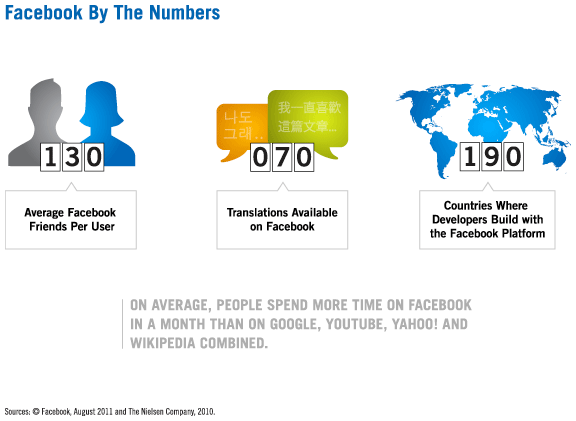 Facebook By The Numbers
나도
그래..
我一直喜歡
這篇文章...
130
070
190
Average Facebook
Friends Per User
Translations Available
on Facebook
Countries Where
Developers Build with
the Facebook Platform
ON AVERAGE, PEOPLE SPEND MORE TIME ON FACEBOOK
IN A MONTH THAN ON GOOGLE, YOUTUBE, YAHOO! AND
WIKIPEDIA COMBINED.
Sources: © Facebook, August 2011 and The Nielsen Company, 2010.